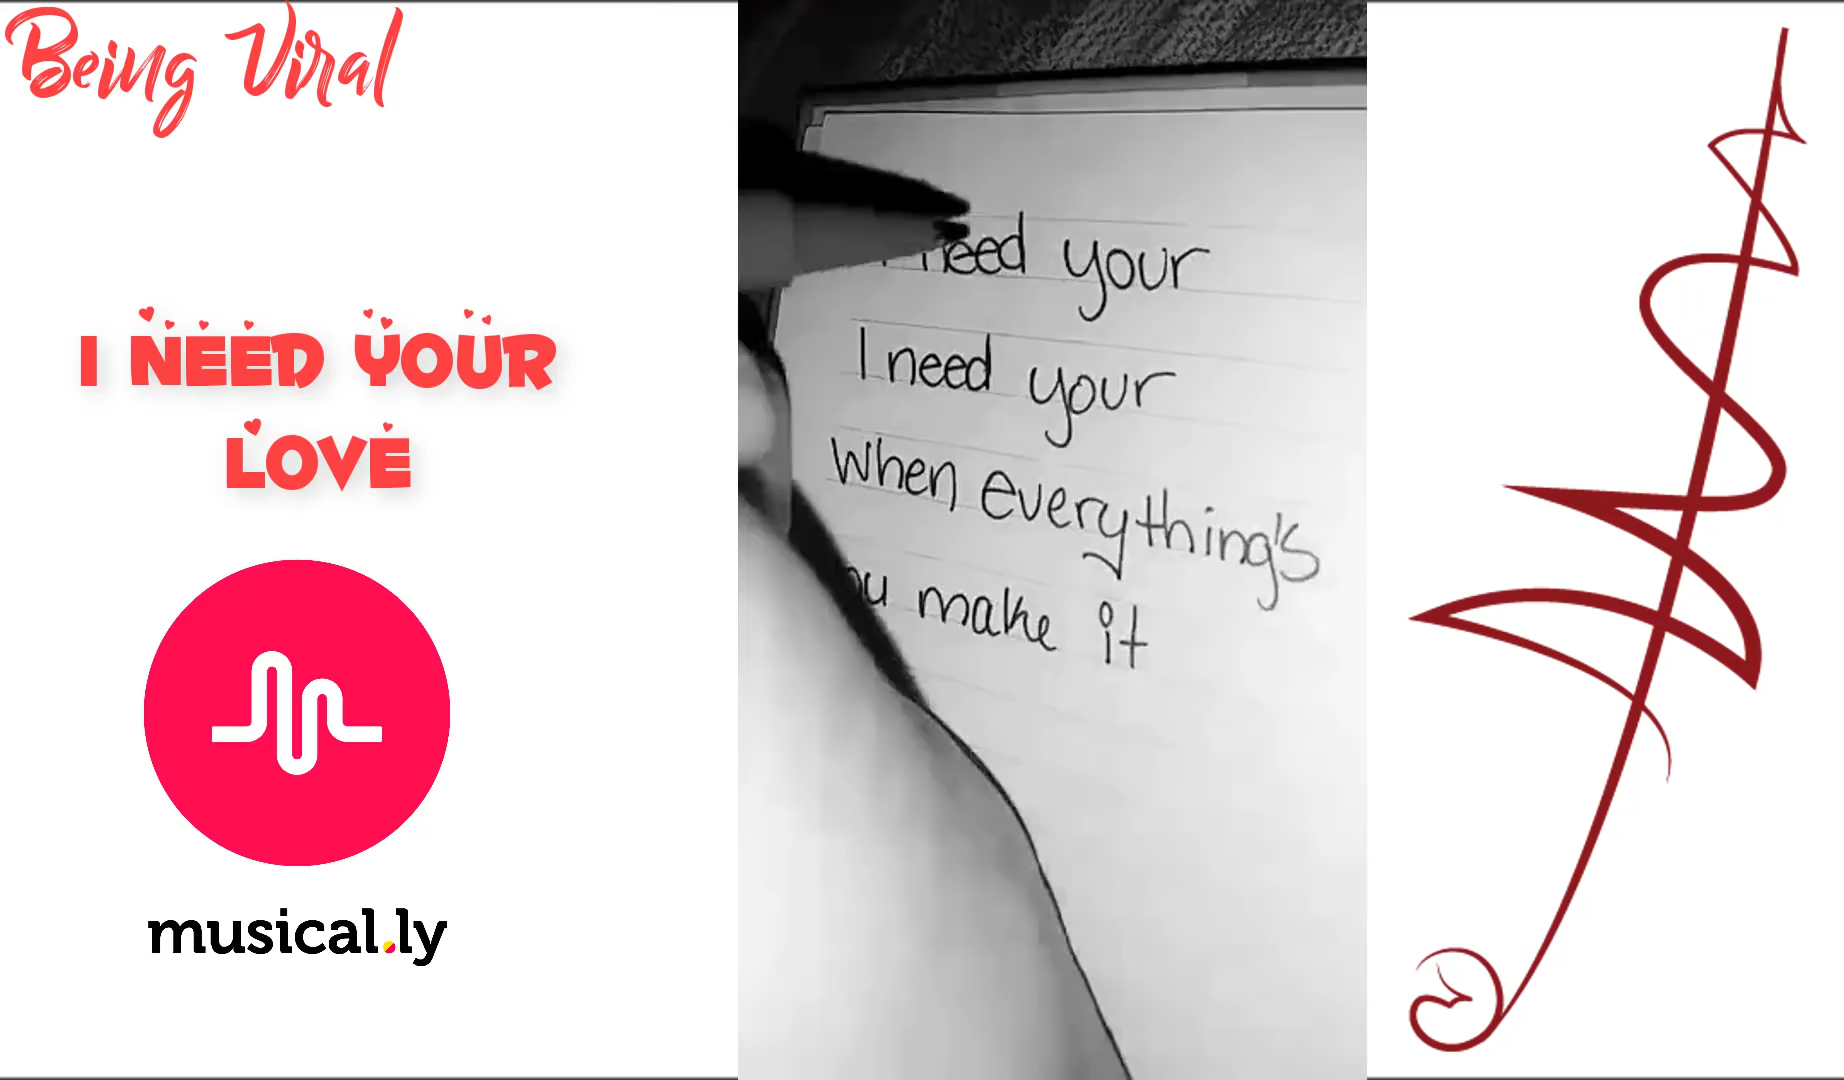 Being Viral
I NEED YOUR
LOVE
musical.ly
need your
I need your
When everything's
make it